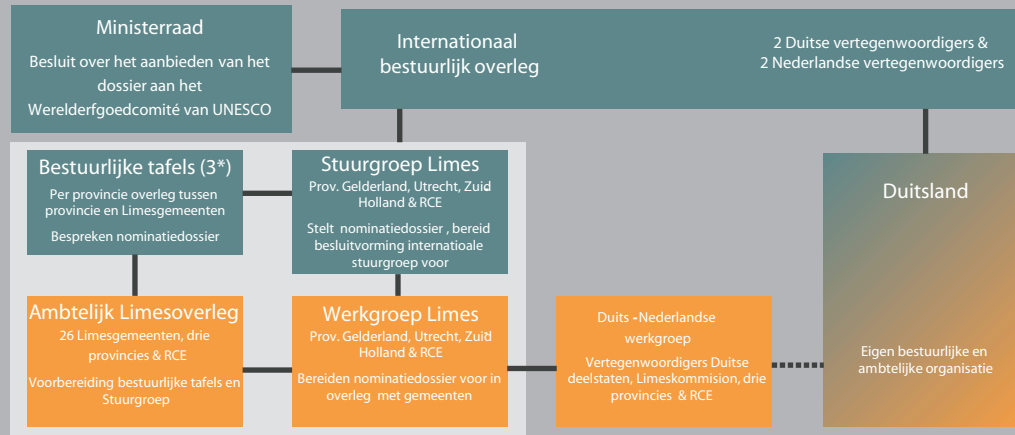 Ministerraad
Besluit over het aanbieden van het
dossier aan het
Werelderfgoedcomité van UNESCO
Internationaal
bestuurlijk overleg
2 Duitse vertegenwoordigers &
2 Nederlandse vertegenwoordigers
Bestuurlijke tafels (3*)
Per provincie overleg tussen
provincie en Limesgemeenten
Bespreken nominatiedossier
Stuurgroep Limes
Prov. Gelderland, Utrecht, Zuid-
Holland & RCE
Stelt nominatiedossier , bereid
besluitvorming internatioale
stuurgroep voor
Duitsland
Eigen bestuurlijke en
ambtelijke organisatie
Ambtelijk Limesoverleg
26 Limesgemeenten, drie
provincies & RCE
Voorbereiding bestuurlijke tafels en
Stuurgroep
Werkgroep Limes
Prov. Gelderland, Utrecht, Zuid-
Holland & RCE
Bereiden nominatiedossier voor in
overleg met gemeenten
Duits -Nederlandse
werkgroep
Vertegenwoordigers Duitse
deelstaten, Limeskommision, drie
provincies & RCE